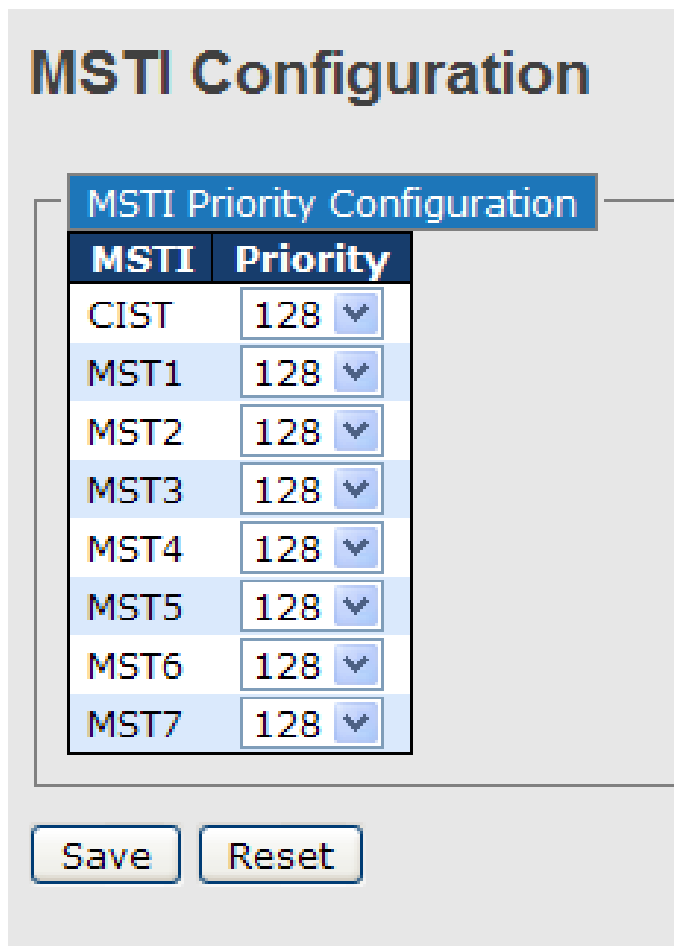 MSTI Configuration
MSTI Priority Configuration
MSTI Priority
CIST 128
MST1 128
MST2 128
MST3 128
MST4 128
MST5 128
MST6 128
MST7 128
Save Reset